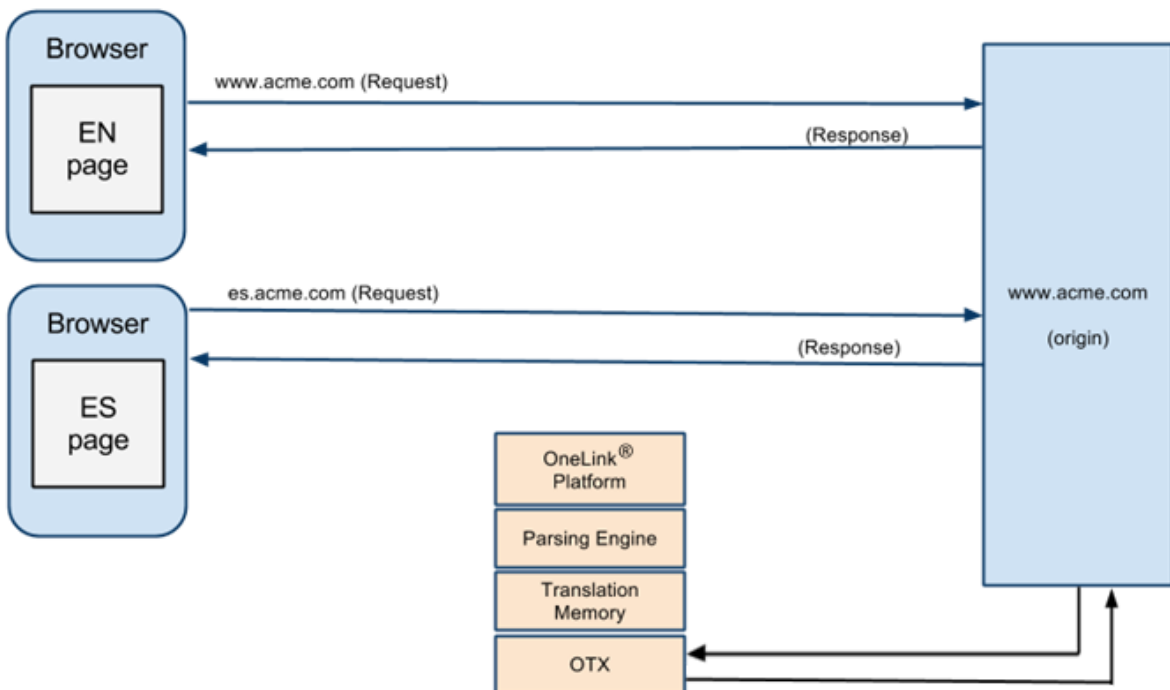 Browser
EN
page
www.acme.com (Request)
(Response)
Browser
ES
page
es.acme.com (Request)
(Response)
www.acme.com
(origin)
OneLink®
Platform
Parsing Engine
Translation
Memory
OTX